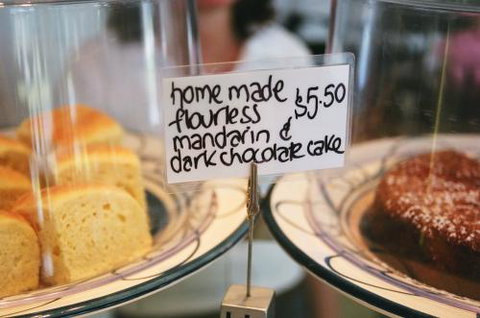 home made $5.50
flourless
mandarin &
dark chocolate cake